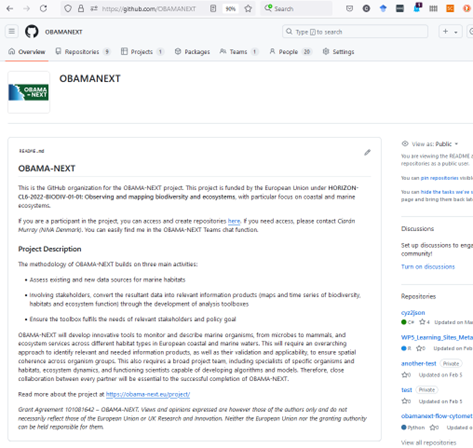 https://github.com/OBAMANEXT
90%
Search
OBAMANEXT
Type / to search
Overview
Repositories 9
Projects 1
Packages
Teams 1
People 20
Settings
OBAMA
NEXT
OBAMANEXT
README.md
OBAMA-NEXT
This is the GitHub organization for the OBAMA-NEXT project. This project is funded by the European Union under HORIZON-
CL6-2022-BIODIV-01-01: Observing and mapping biodiversity and ecosystems, with particular focus on coastal and marine
ecosystems.
If you are a participant in the project, you can access and create repositories here. If you need access, please contact Ciarán
Murray (NIVA Denmark). You can easily find me in the OBAMA-NEXT Teams chat function.
Project Description
The methodology of OBAMA-NEXT builds on three main activities:
• Assess existing and new data sources for marine habitats
• Involving stakeholders, convert the resultant data into relevant information products (maps and time series of biodiversity,
habitats and ecosystem function) through the development of analysis toolboxes
• Ensure the toolbox fulfils the needs of relevant stakeholders and policy goal
OBAMA-NEXT will develop innovative tools to monitor and describe marine organisms, from microbes to mammals, and
ecosystem services across different habitat types in European coastal and marine waters. This will require an overarching
approach to identify relevant and needed information products, as well as their validation and applicability, to ensure spatial
coherence across organism groups. This also requires a broad project team, including specialists of specific organisms and
habitats, ecosystem dynamics, and functioning scientists capable of developing algorithms and models. Therefore, close
collaboration between every partner will be essential to the successful completion of OBAMA-NEXT.
Read more about the project at https://obama-next.eu/project/
Grant Agreement 101081642 – OBAMA-NEXT. Views and opinions expressed are however those of the authors only and do not
necessarily reflect those of the European Union or UK Research and Innovation. Neither the European Union nor the granting authority
can be held responsible for them.
View as: Public
You are viewing the README a
repositories as a public user.
You can pin repositories visible
You can hide the tasks we've s
page and bring them back lat
Discussions
Set up discussions to engag
community!
Turn on discussions
Repositories
cyz2json
C# 4 Updated on Ma
WP5_Learning_Sites_Meta
R 0 Updated on Feb 5
another-test Private
0 Updated on Feb 5
test Private
0 Updated on Feb 5
obamanext-flow-cytomet
Python 0 Updated on Feb
View all repositories